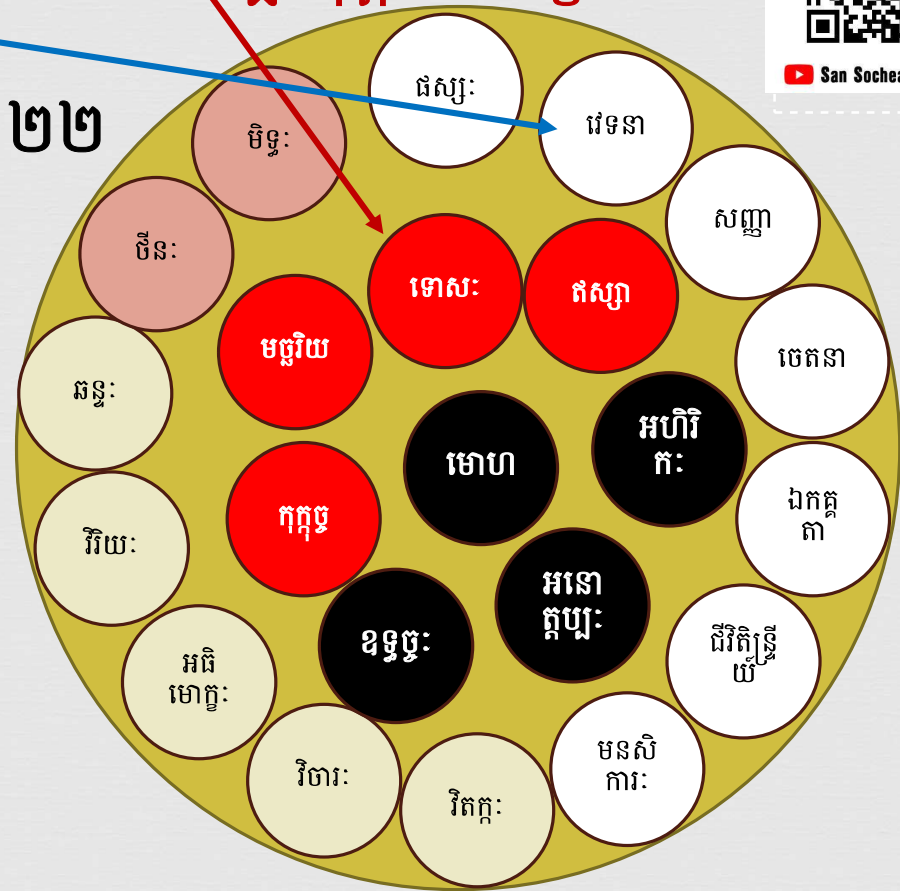 San Sochea
២២
ផស្សៈ
វេទនា
សញ្ញា
ចេតនា
ឯកគ្គ
តា
ជីវិតិន្ទ្រី
យ៍
មនសិ
ការៈ
វិតក្កៈ
វិចារៈ
អធិ
មោក្ខៈ
វិរិយៈ
ឆន្ទៈ
ថីនៈ
មិទ្ធៈ
ទោសៈ
ឥស្សា
មច្ឆរិយ
កុក្កុច្ច
មោហ
អហិរិ
កៈ
អនោ
ត្តប្បៈ
ឧទ្ធច្ចៈ